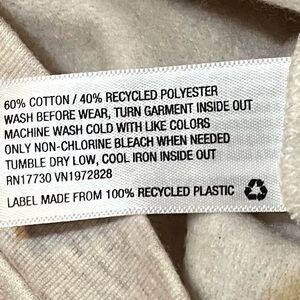 60% COTTON / 40% RECYCLED POLYESTER
WASH BEFORE WEAR, TURN GARMENT INSIDE OUT
MACHINE WASH COLD WITH LIKE COLORS
ONLY NON-CHLORINE BLEACH WHEN NEEDED
TUMBLE DRY LOW, COOL IRON INSIDE OUT
RN17730 VN1972828
LABEL MADE FROM 100% RECYCLED PLASTIC